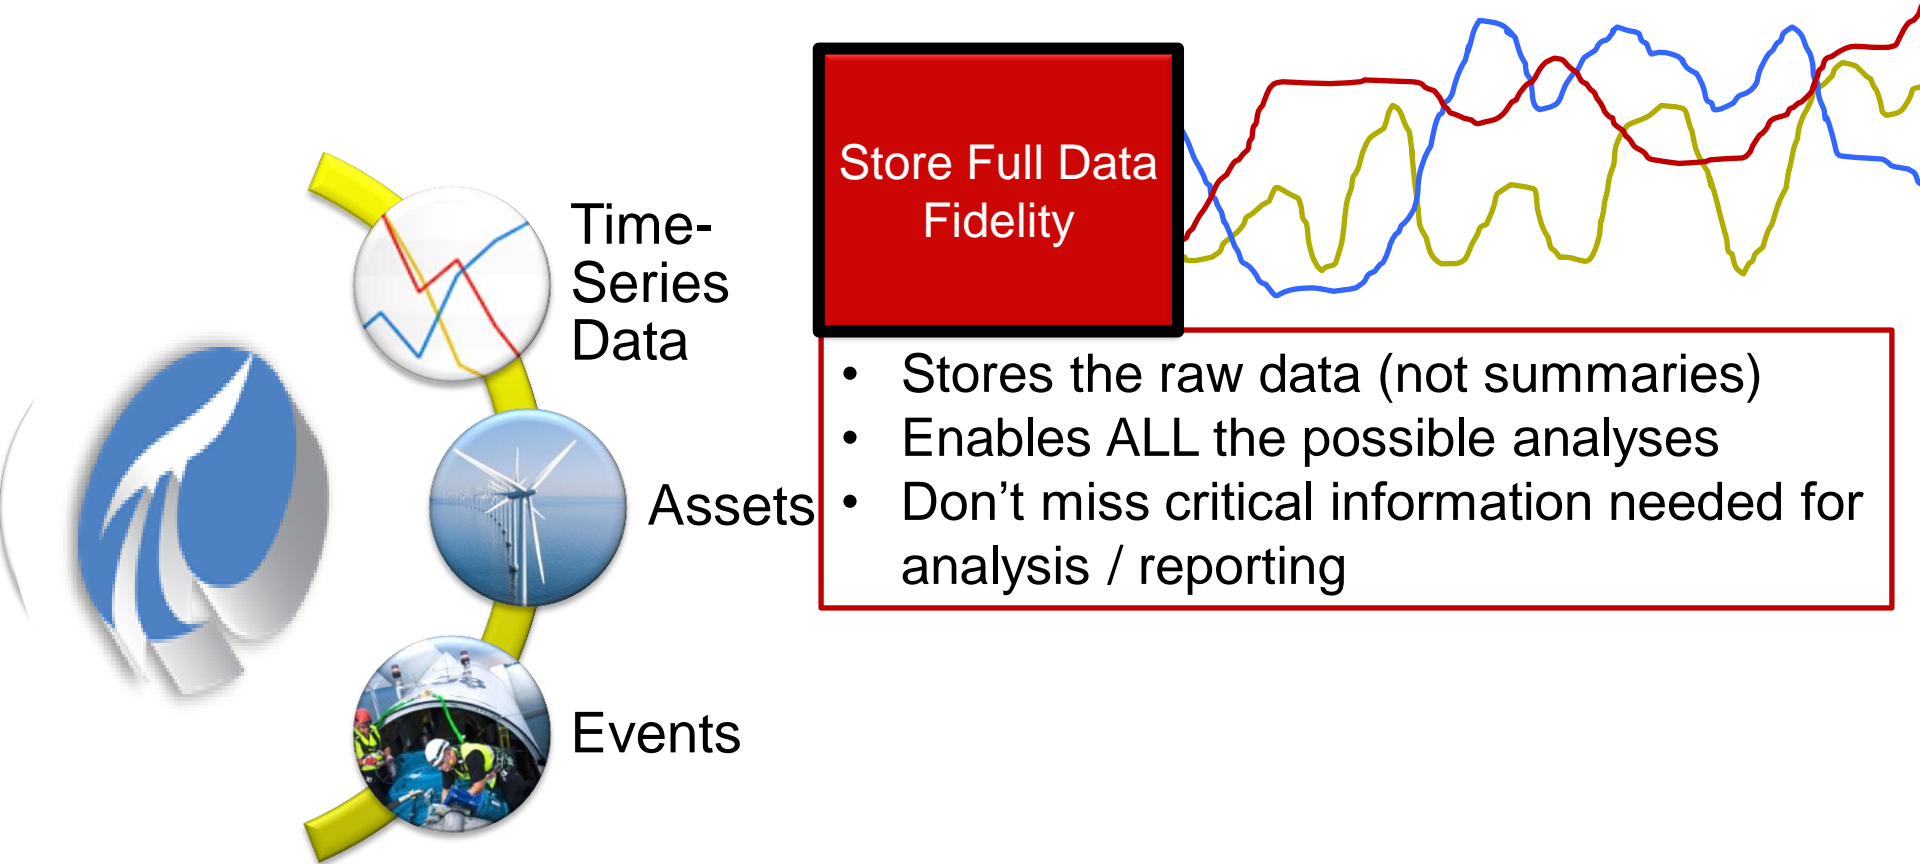 Time-
Series
Data
Assets
Events
Store Full Data
Fidelity
• Stores the raw data (not summaries)
• Enables ALL the possible analyses
• Don’t miss critical information needed for
analysis / reporting